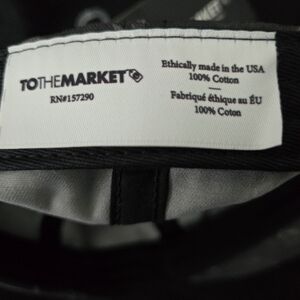 TOTHEMARKET
RN#157290
Ethically made in the USA
100% Cotton
Fabriqué éthique au ÉU
100% Coton